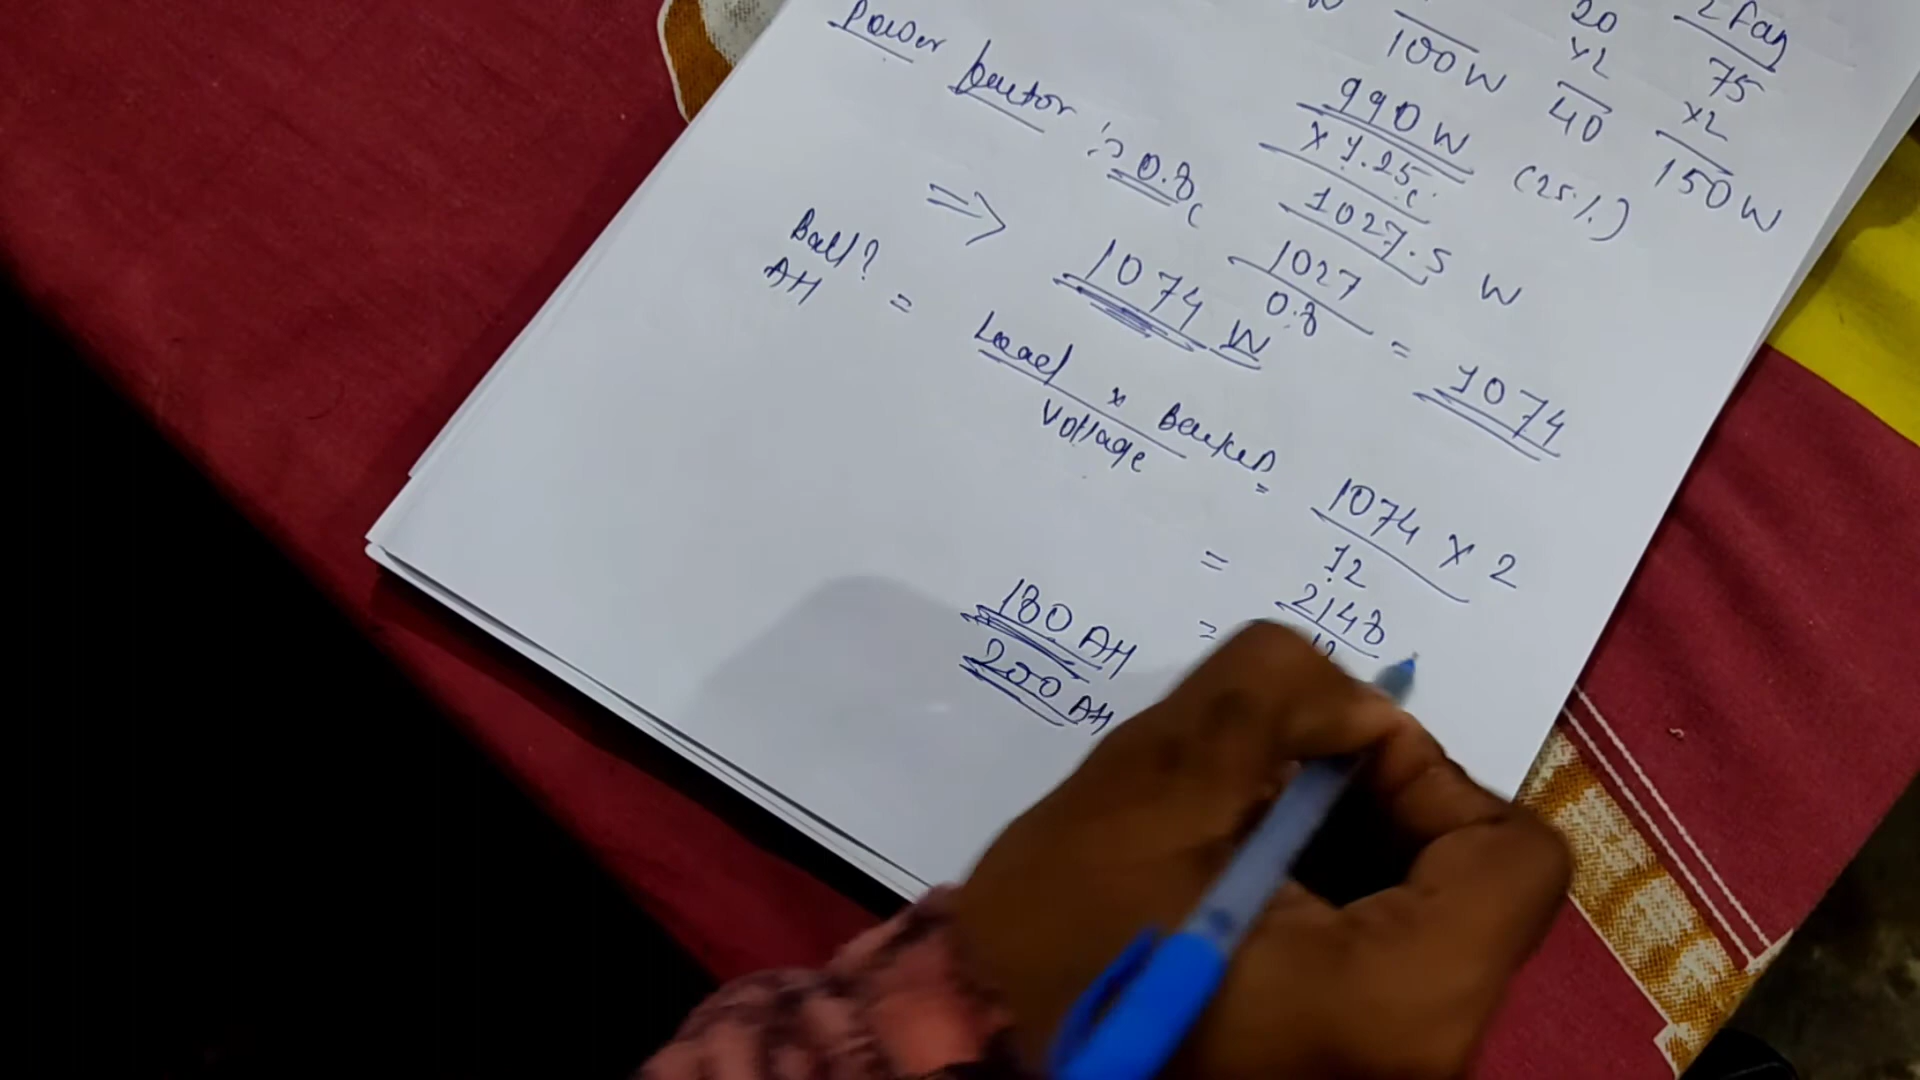 20 2 fan
100W x2 75
40 x2
150W
990 W
x 1.25 (25%)
1027.5 W
Power factor :> 0.8
1027
0.8 = 1074
=> 1074 W
Batt?
AH = Load x Backup
Voltage
= 1074 x 2
12
= 2148
12
180 AH
200 AH